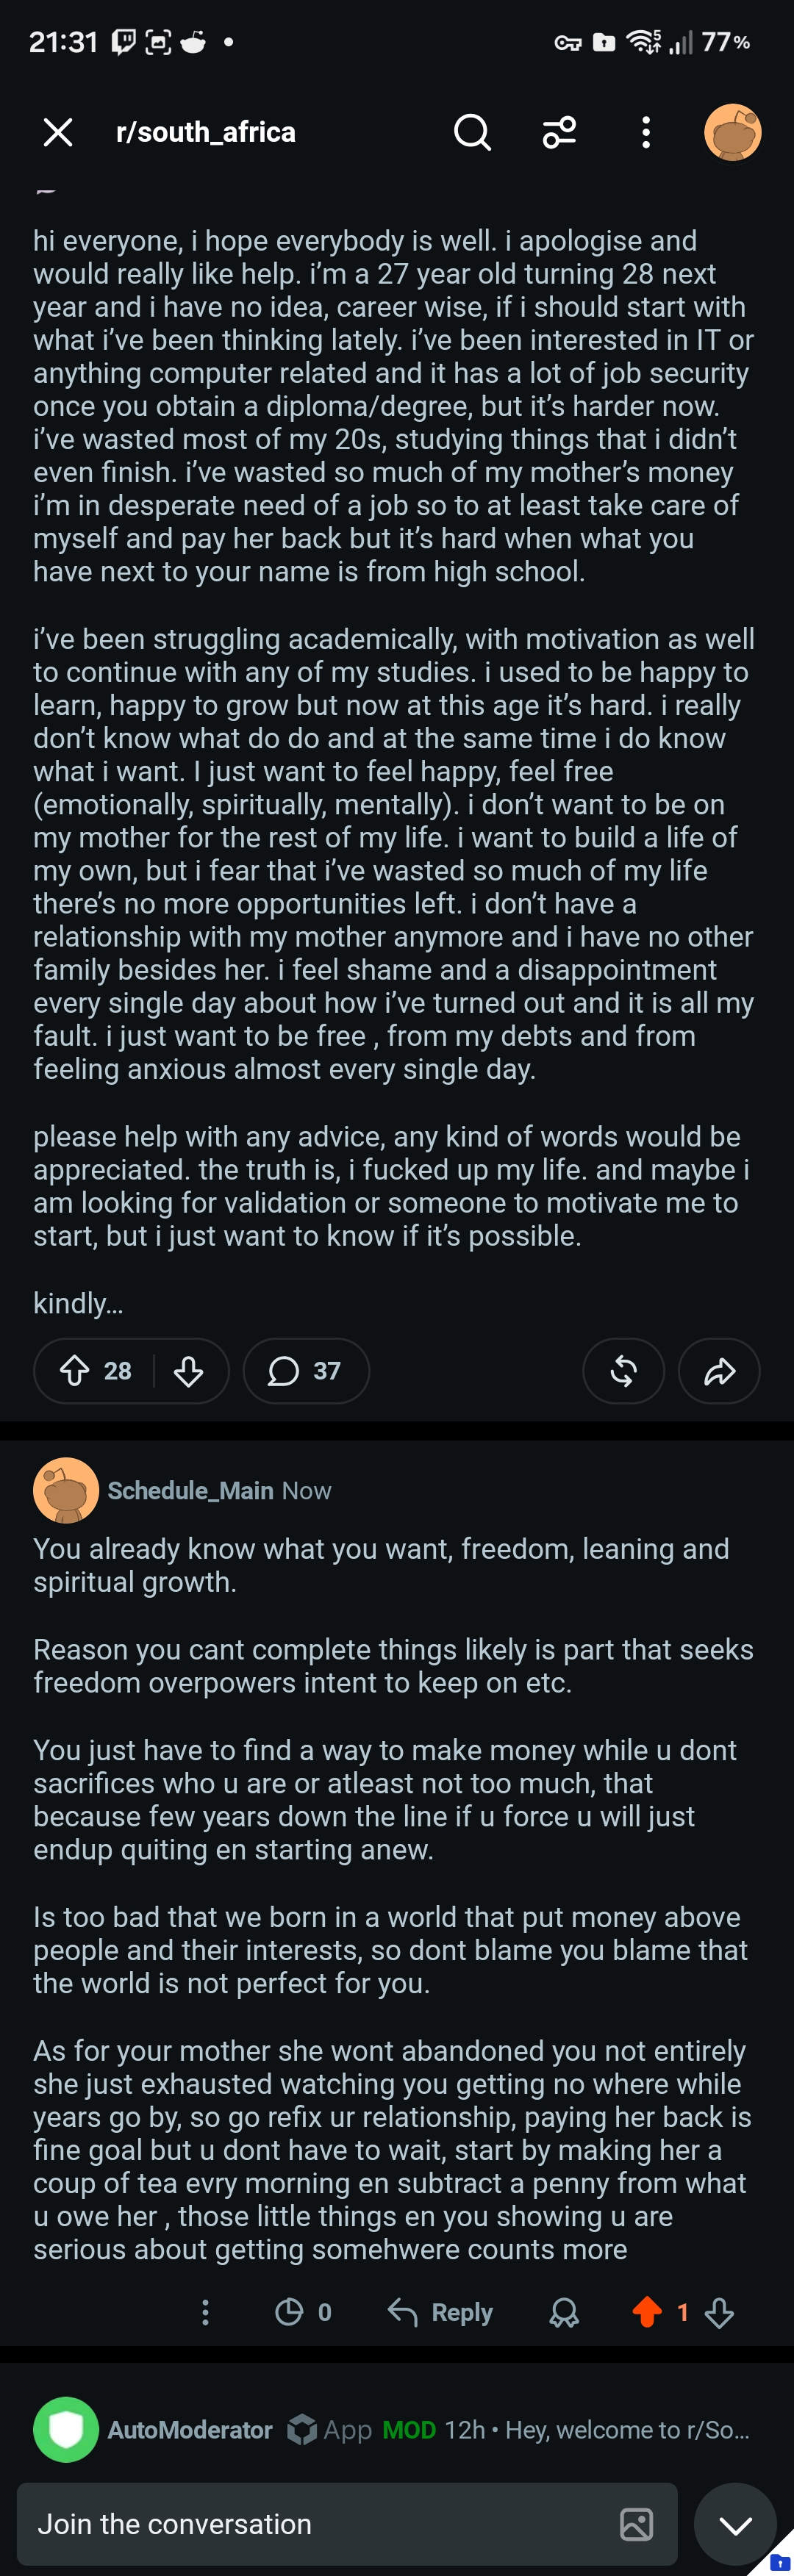 21:31
5
77%
r/south_africa
hi everyone, i hope everybody is well. i apologise and
would really like help. i’m a 27 year old turning 28 next
year and i have no idea, career wise, if i should start with
what i’ve been thinking lately. i’ve been interested in IT or
anything computer related and it has a lot of job security
once you obtain a diploma/degree, but it’s harder now.
i’ve wasted most of my 20s, studying things that i didn’t
even finish. i’ve wasted so much of my mother’s money
i’m in desperate need of a job so to at least take care of
myself and pay her back but it’s hard when what you
have next to your name is from high school.
i’ve been struggling academically, with motivation as well
to continue with any of my studies. i used to be happy to
learn, happy to grow but now at this age it’s hard. i really
don’t know what do do and at the same time i do know
what i want. I just want to feel happy, feel free
(emotionally, spiritually, mentally). i don’t want to be on
my mother for the rest of my life. i want to build a life of
my own, but i fear that i’ve wasted so much of my life
there’s no more opportunities left. i don’t have a
relationship with my mother anymore and i have no other
family besides her. i feel shame and a disappointment
every single day about how i’ve turned out and it is all my
fault. i just want to be free , from my debts and from
feeling anxious almost every single day.
please help with any advice, any kind of words would be
appreciated. the truth is, i fucked up my life. and maybe i
am looking for validation or someone to motivate me to
start, but i just want to know if it’s possible.
kindly…
28
37
Schedule_Main Now
You already know what you want, freedom, leaning and
spiritual growth.
Reason you cant complete things likely is part that seeks
freedom overpowers intent to keep on etc.
You just have to find a way to make money while u dont
sacrifices who u are or atleast not too much, that
because few years down the line if u force u will just
endup quiting en starting anew.
Is too bad that we born in a world that put money above
people and their interests, so dont blame you blame that
the world is not perfect for you.
As for your mother she wont abandoned you not entirely
she just exhausted watching you getting no where while
years go by, so go refix ur relationship, paying her back is
fine goal but u dont have to wait, start by making her a
coup of tea evry morning en subtract a penny from what
u owe her , those little things en you showing u are
serious about getting somehwere counts more
0
Reply
1
AutoModerator App MOD 12h • Hey, welcome to r/So...
Join the conversation